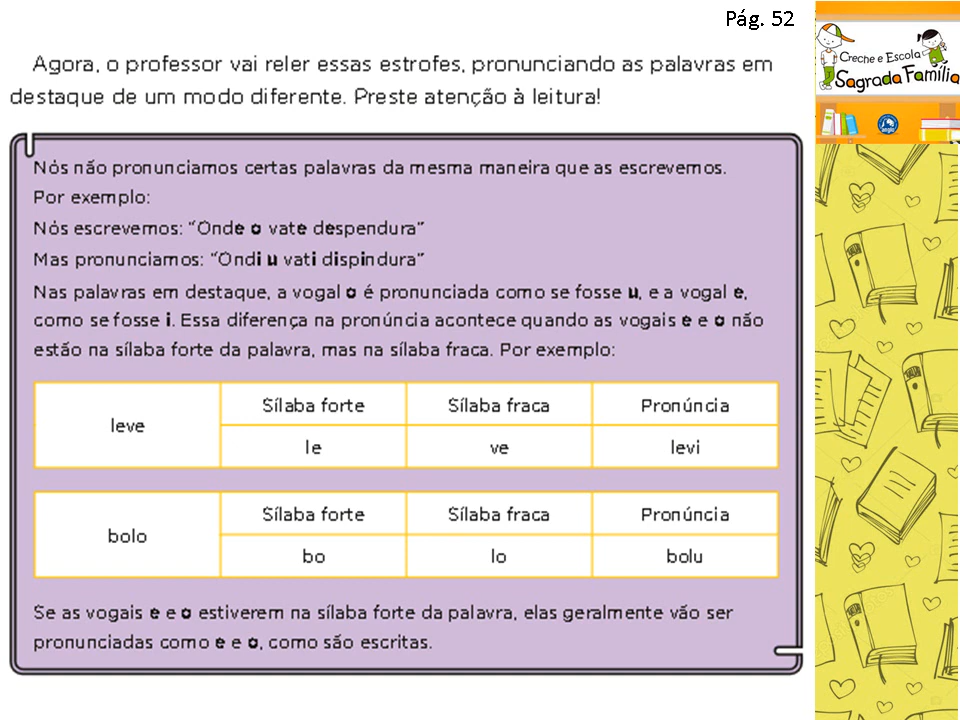 Pág. 52
Creche e Escola
Sagrada Família
anglo
Agora, o professor vai reler essas estrofes, pronunciando as palavras em
destaque de um modo diferente. Preste atenção à leitura!
Nós não pronunciamos certas palavras da mesma maneira que as escrevemos.
Por exemplo:
Nós escrevemos: “Onde o vate despendura”
Mas pronunciamos: “Ondi u vati dispindura”
Nas palavras em destaque, a vogal o é pronunciada como se fosse u, e a vogal e,
como se fosse i. Essa diferença na pronúncia acontece quando as vogais e e o não
estão na sílaba forte da palavra, mas na sílaba fraca. Por exemplo:
leve
Sílaba forte Sílaba fraca Pronúncia
le ve levi
bolo
Sílaba forte Sílaba fraca Pronúncia
bo lo bolu
Se as vogais e e o estiverem na sílaba forte da palavra, elas geralmente vão ser
pronunciadas como e e o, como são escritas.